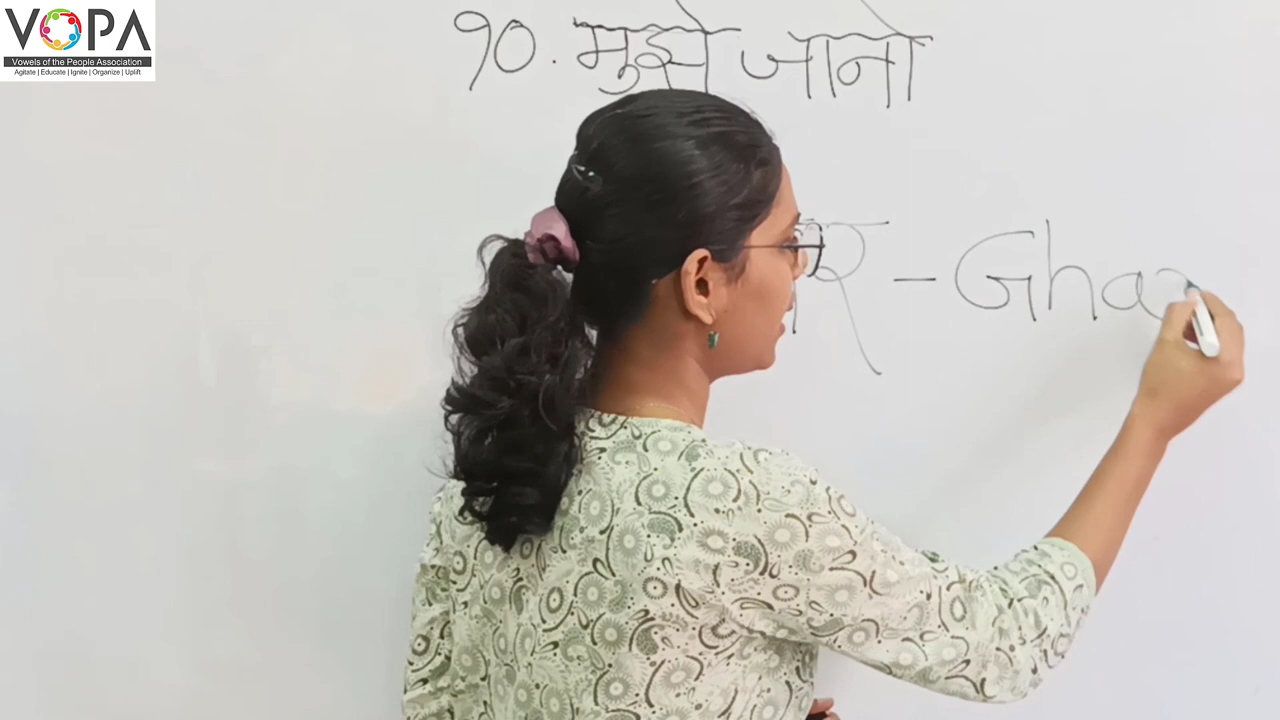 VOPA
Vowels of the People Association
Agitate | Educate | Ignite | Organize | Uplift
१०. मुझे जानो
र - Gha